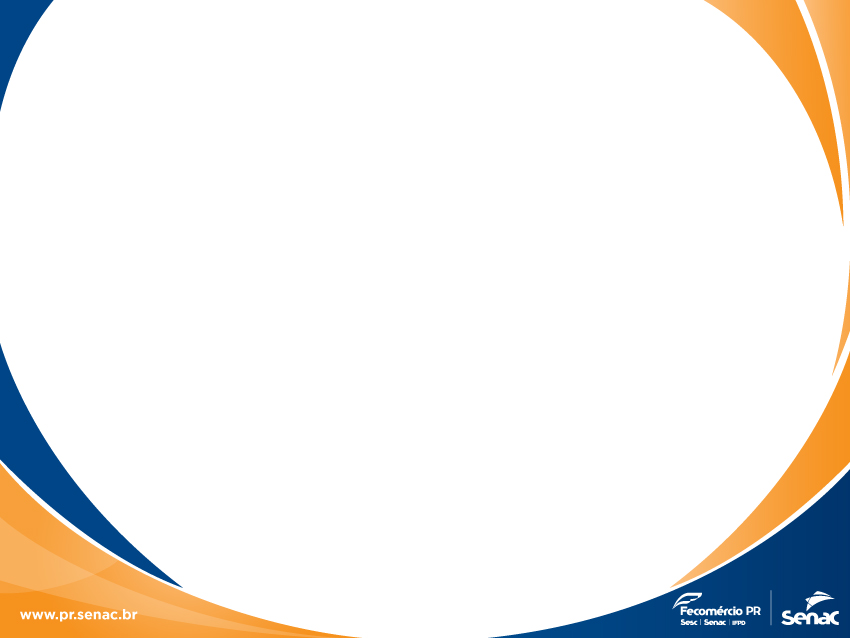 www.pr.senac.br
Fecomércio PR
Sesc | Senac | IFPD
Senac